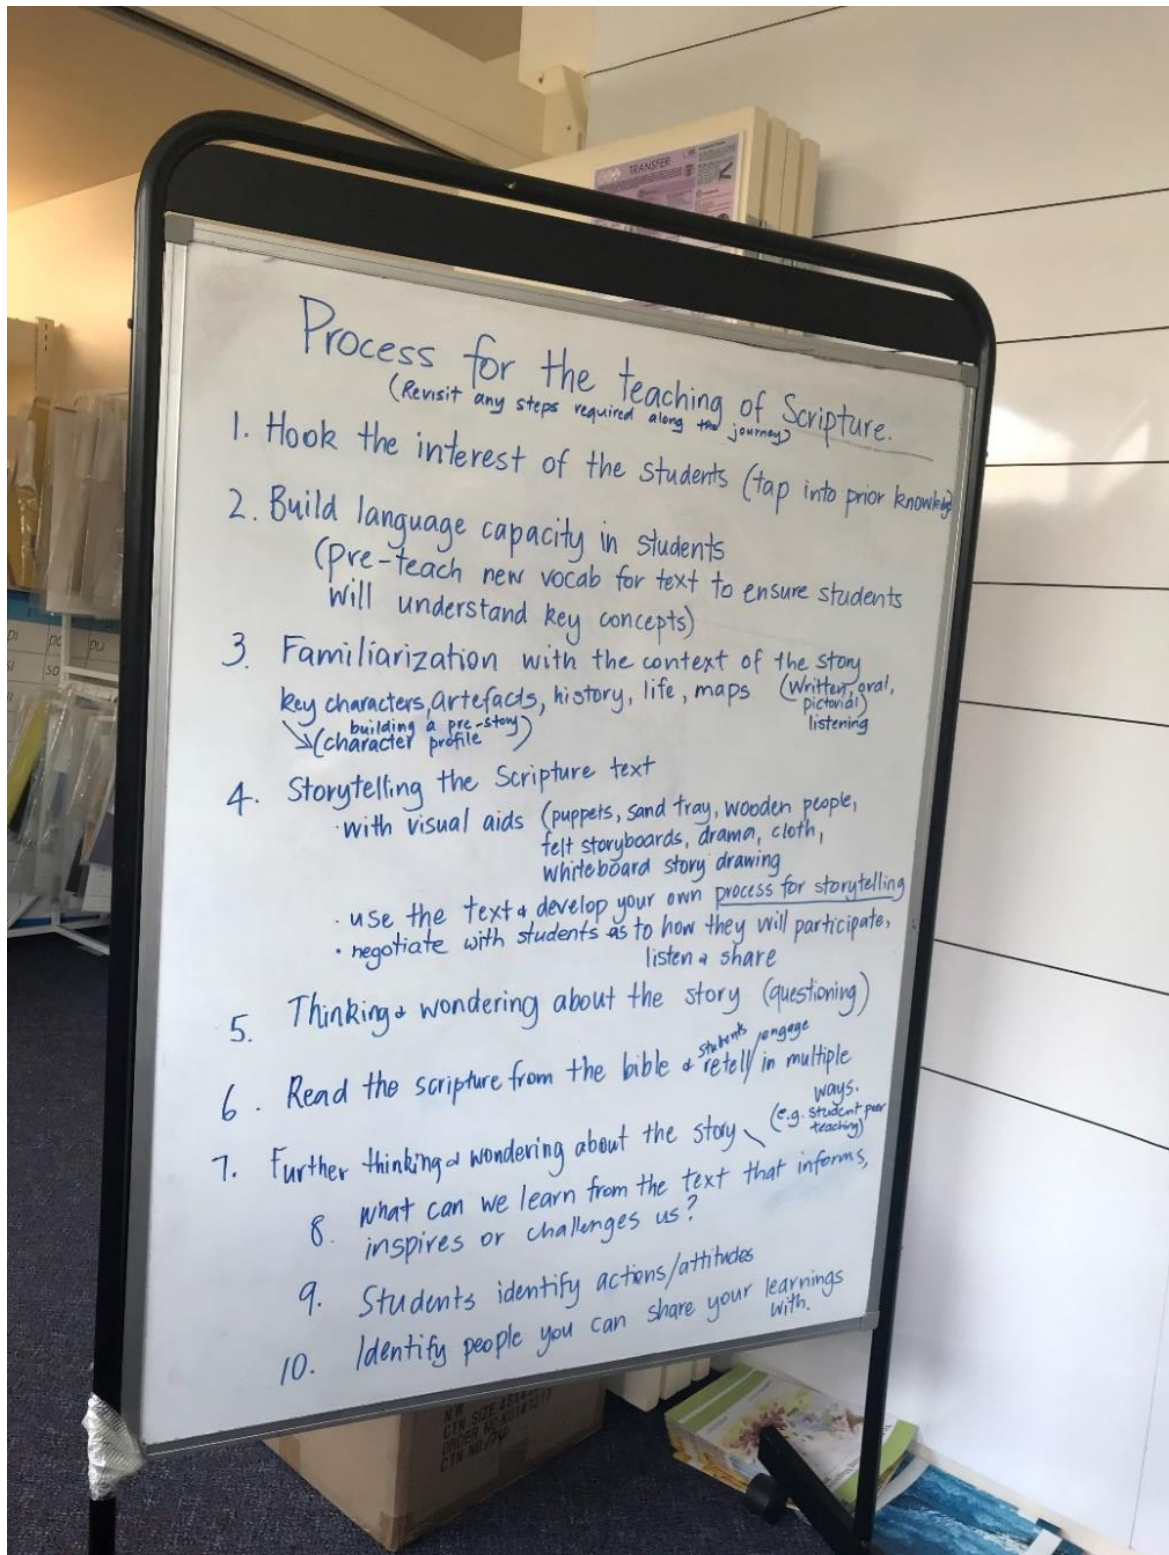 TRANSFER
Process for the teaching of Scripture.
(Revisit any steps required along the journey)
1. Hook the interest of the students (tap into prior knowledge
2. Build language capacity in students
(pre-teach new vocab for text to ensure students
will understand key concepts)
3. Familiarization with the context of the story
key characters, artefacts, history, life, maps (written, oral,
pictorial)
listening
building a pre-story)
(character profile
4. Storytelling the Scripture text
· with visual aids (puppets, sand tray, wooden people,
felt storyboards, drama, cloth,
whiteboard story drawing
· use the text & develop your own process for storytelling
· negotiate with students as to how they will participate,
listen & share
5. Thinking & wondering about the story (questioning)
6. Read the scripture from the bible & students retell/engage in multiple
ways.
(e.g. student peer
teaching)
7. Further thinking & wondering about the story
8. what can we learn from the text that informs,
inspires or challenges us?
9. Students identify actions/attitudes
10. Identify people you can share your learnings
with.
pu
so